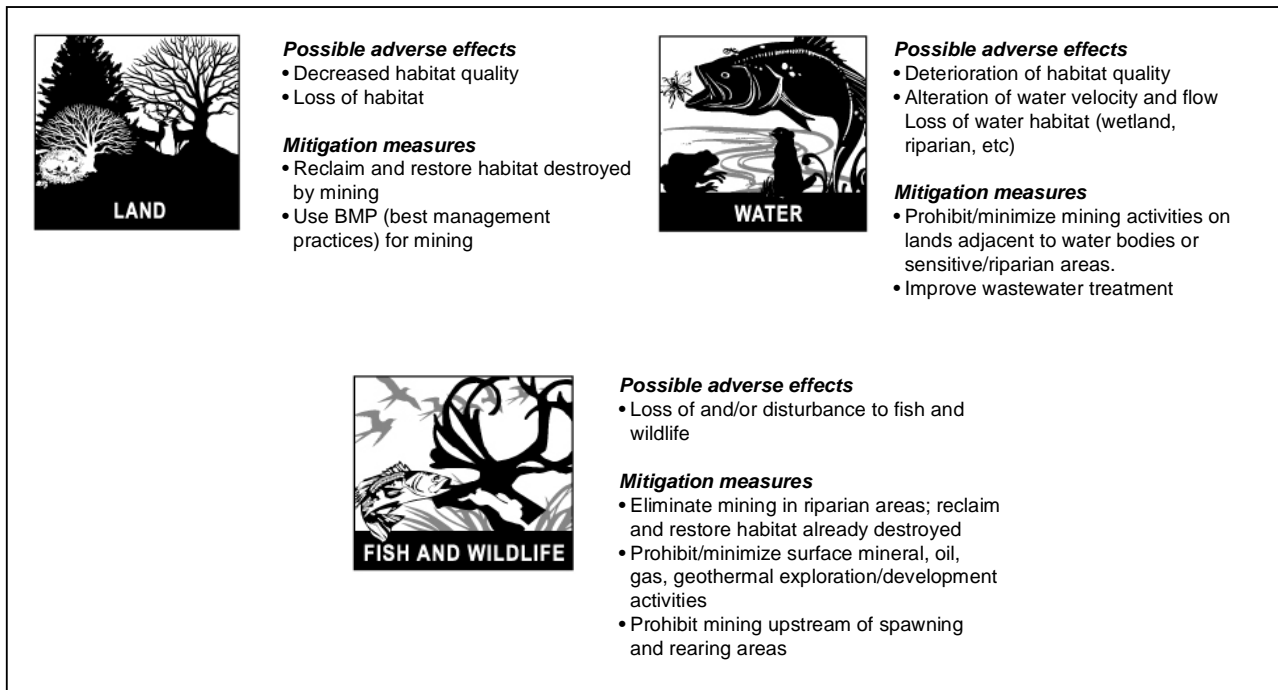 LAND
Possible adverse effects
• Decreased habitat quality
• Loss of habitat
Mitigation measures
• Reclaim and restore habitat destroyed
by mining
• Use BMP (best management
practices) for mining
WATER
Possible adverse effects
• Deterioration of habitat quality
• Alteration of water velocity and flow
Loss of water habitat (wetland,
riparian, etc)
Mitigation measures
• Prohibit/minimize mining activities on
lands adjacent to water bodies or
sensitive/riparian areas.
• Improve wastewater treatment
FISH AND WILDLIFE
Possible adverse effects
• Loss of and/or disturbance to fish and
wildlife
Mitigation measures
• Eliminate mining in riparian areas; reclaim
and restore habitat already destroyed
• Prohibit/minimize surface mineral, oil,
gas, geothermal exploration/development
activities
• Prohibit mining upstream of spawning
and rearing areas